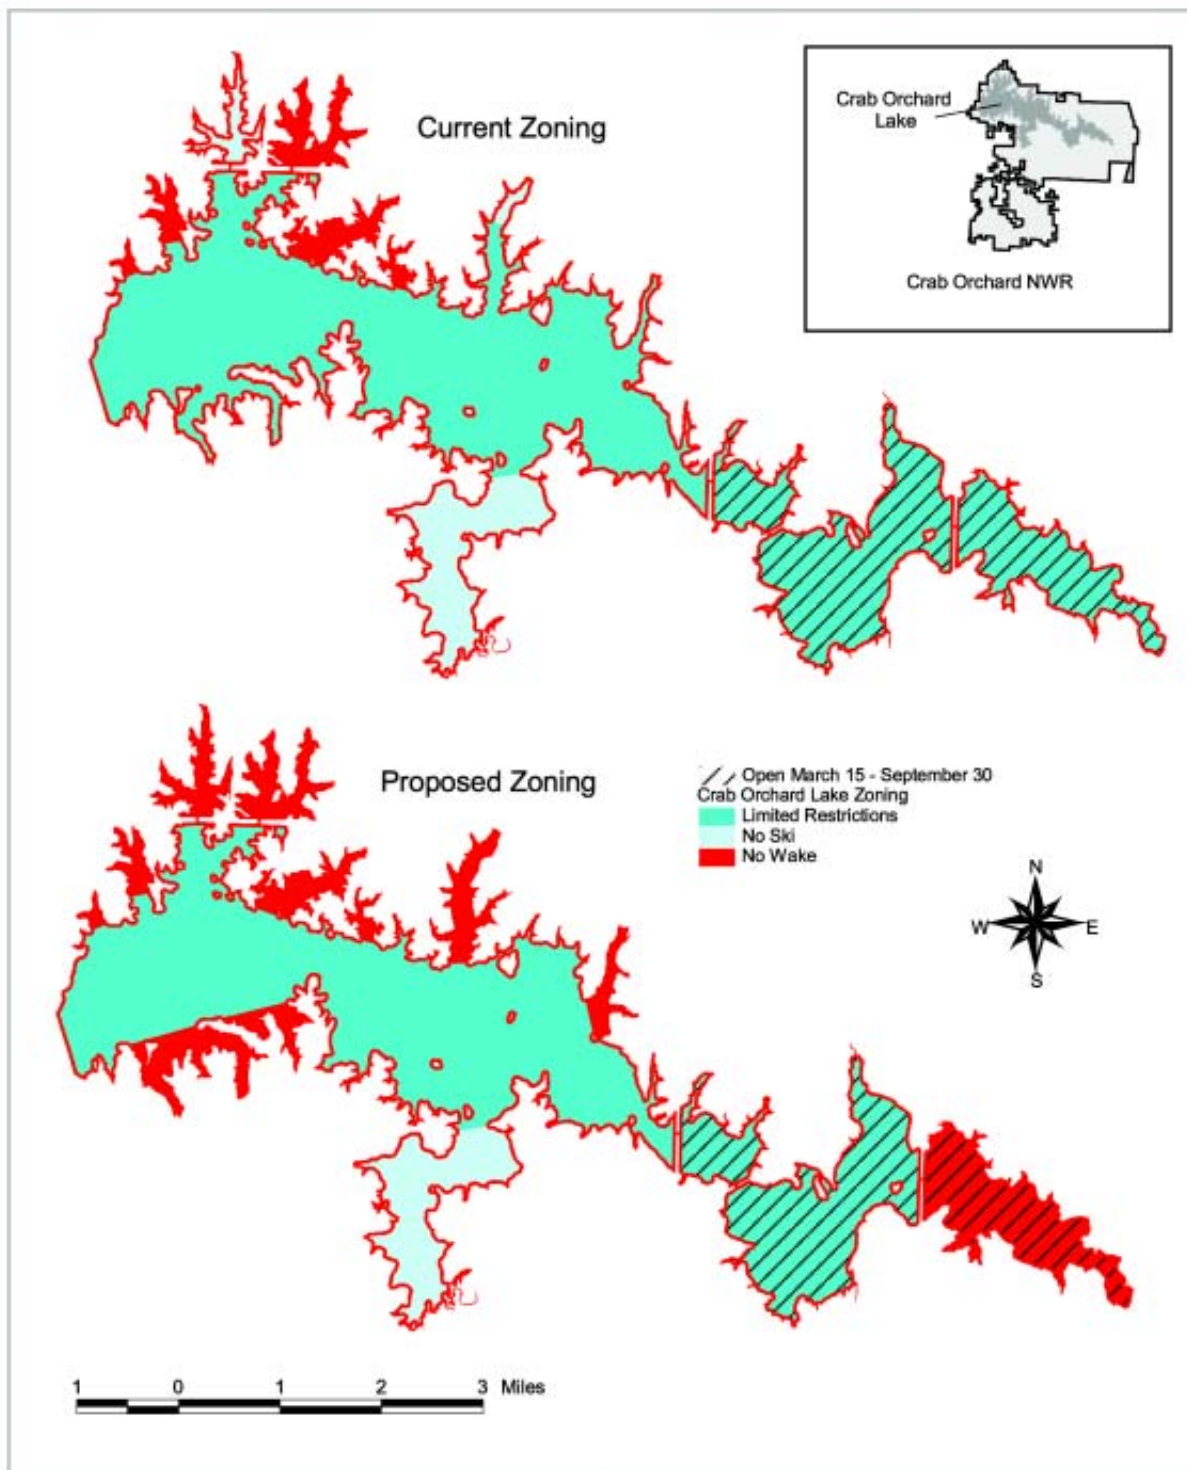 Current Zoning
Crab Orchard
Lake
Crab Orchard NWR
Proposed Zoning
Open March 15 - September 30
Crab Orchard Lake Zoning
Limited Restrictions
No Ski
No Wake
N
W E
S
1 0 1 2 3 Miles